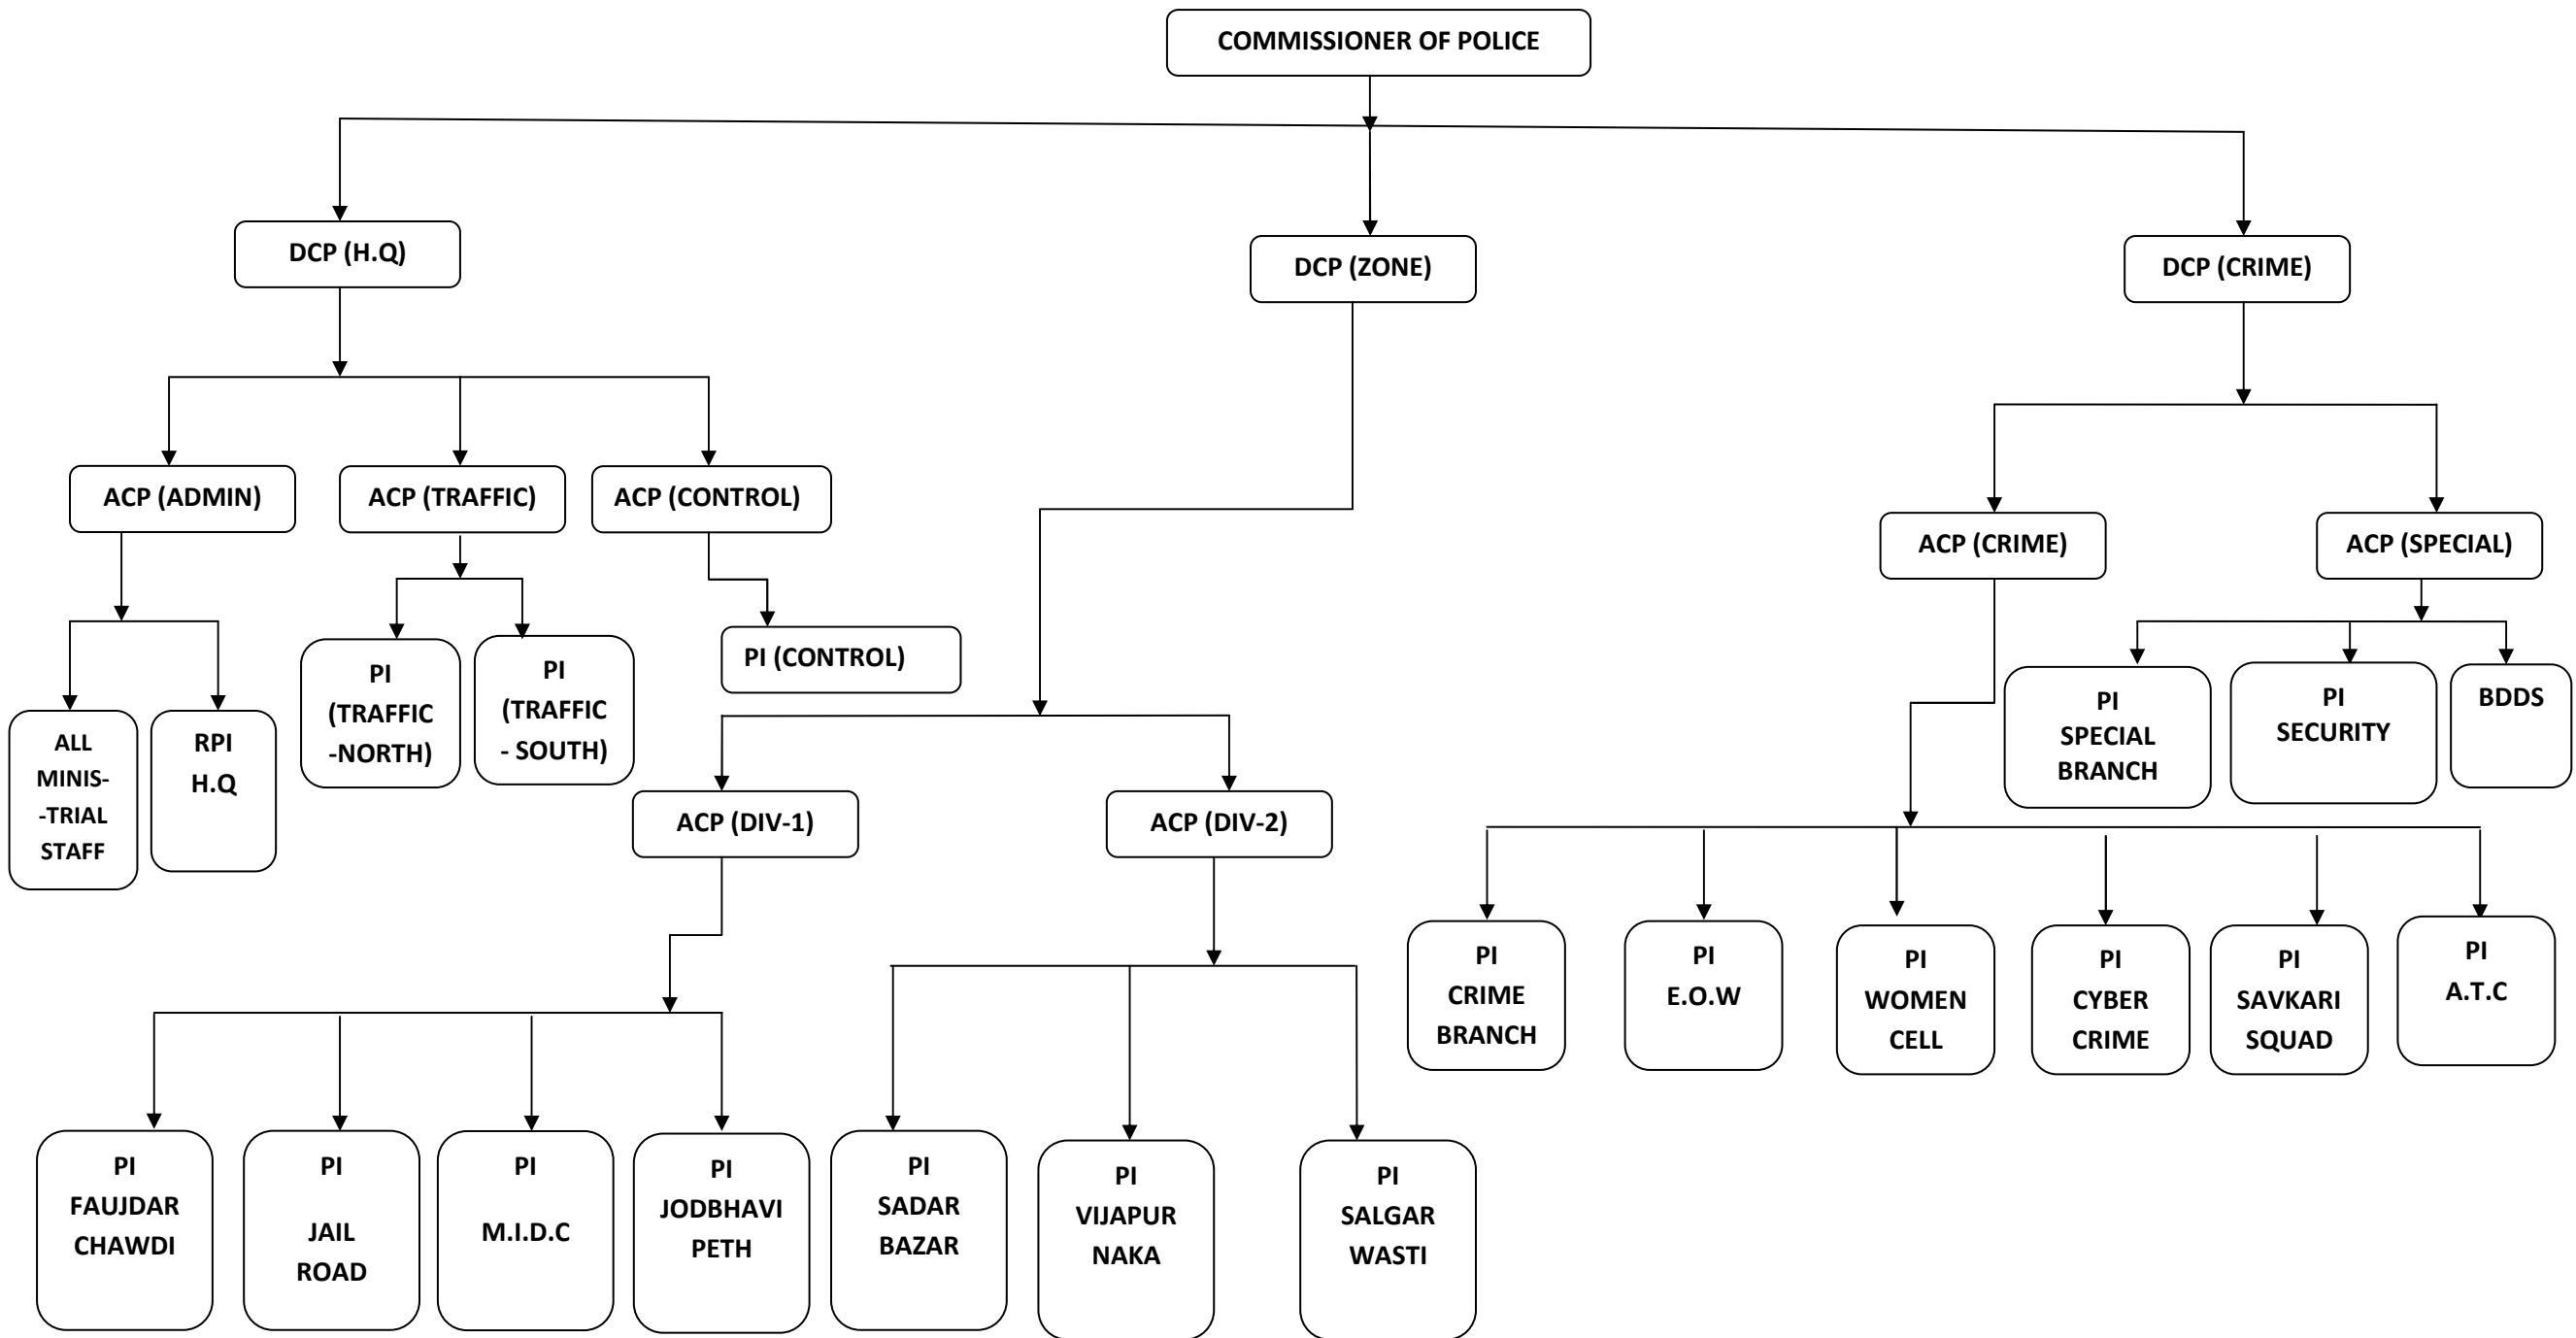 COMMISSIONER OF POLICE
DCP (H.Q)
DCP (ZONE)
DCP (CRIME)
ACP (ADMIN)
ACP (TRAFFIC)
ACP (CONTROL)
ACP (CRIME)
ACP (SPECIAL)
ALL
MINIS-
-TRIAL
STAFF
RPI
H.Q
PI
(TRAFFIC
-NORTH)
PI
(TRAFFIC
- SOUTH)
PI (CONTROL)
PI
SPECIAL
BRANCH
PI
SECURITY
BDDS
ACP (DIV-1)
ACP (DIV-2)
PI
CRIME
BRANCH
PI
E.O.W
PI
WOMEN
CELL
PI
CYBER
CRIME
PI
SAVKARI
SQUAD
PI
A.T.C
PI
FAUJDAR
CHAWDI
PI
JAIL
ROAD
PI
M.I.D.C
PI
JODBHAVI
PETH
PI
SADAR
BAZAR
PI
VIJAPUR
NAKA
PI
SALGAR
WASTI